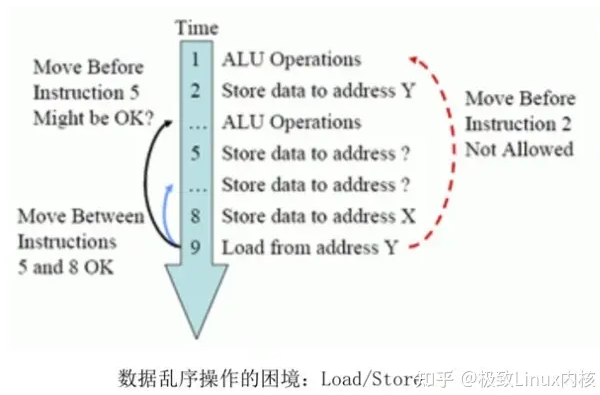 Time
Move Before
Instruction 5
Might be OK?
Move Between
Instructions
5 and 8 OK
1 ALU Operations
2 Store data to address Y
... ALU Operations
5 Store data to address ?
... Store data to address ?
8 Store data to address X
9 Load from address Y
Move Before
Instruction 2
Not Allowed
数据乱序操作的困境：Load/Store
知乎 @极致Linux内核